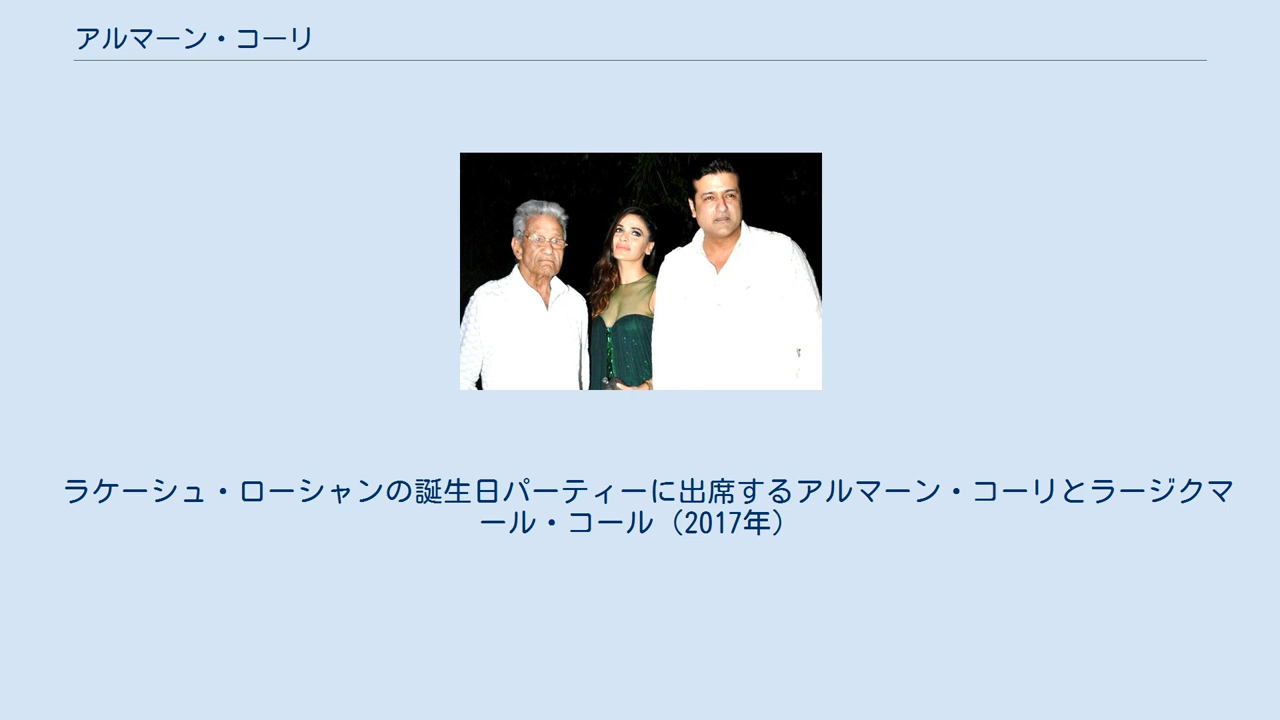 アルマーン・コーリ
ラケーシュ・ローシャンの誕生日パーティーに出席するアルマーン・コーリとラージクマ
ール・コール（2017年）